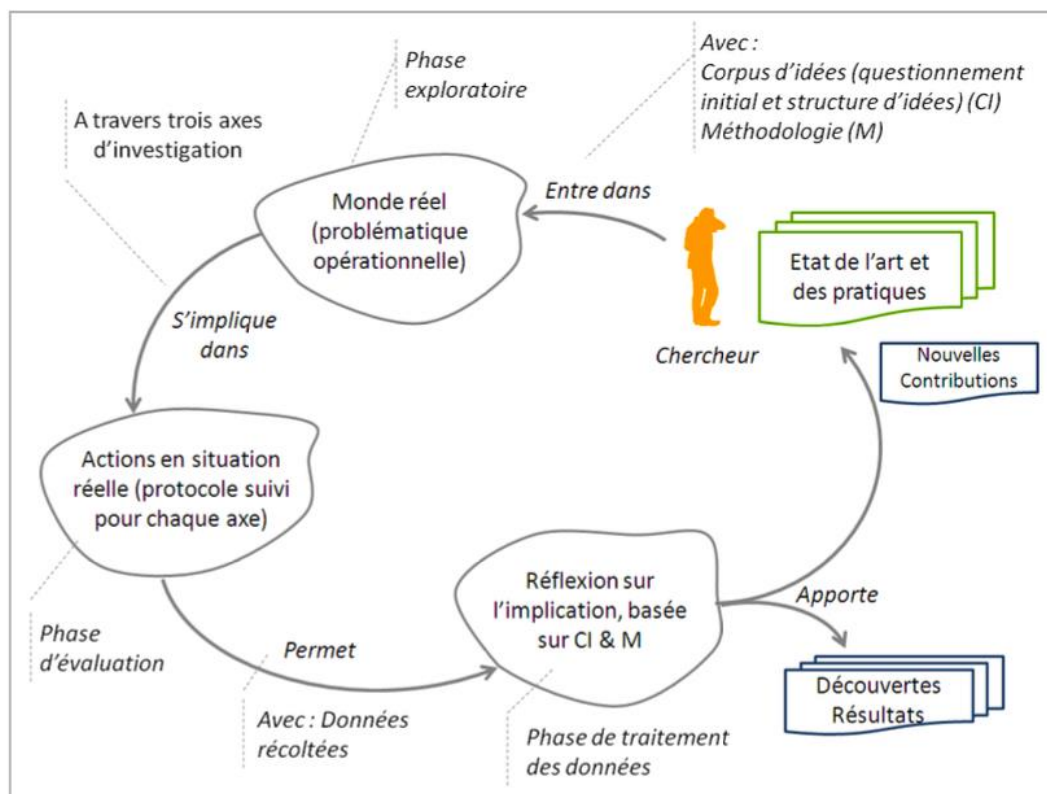 Avec :
Corpus d’idées (questionnement
initial et structure d’idées) (CI)
Méthodologie (M)
Phase
exploratoire
A travers trois axes
d’investigation
Entre dans
Monde réel
(problématique
opérationnelle)
Etat de l’art et
des pratiques
Chercheur
S’implique
dans
Nouvelles
Contributions
Actions en situation
réelle (protocole suivi
pour chaque axe)
Réflexion sur
l’implication, basée
sur CI & M
Apporte
Phase
d’évaluation
Permet
Découvertes
Résultats
Avec : Données
récoltées
Phase de traitement
des données